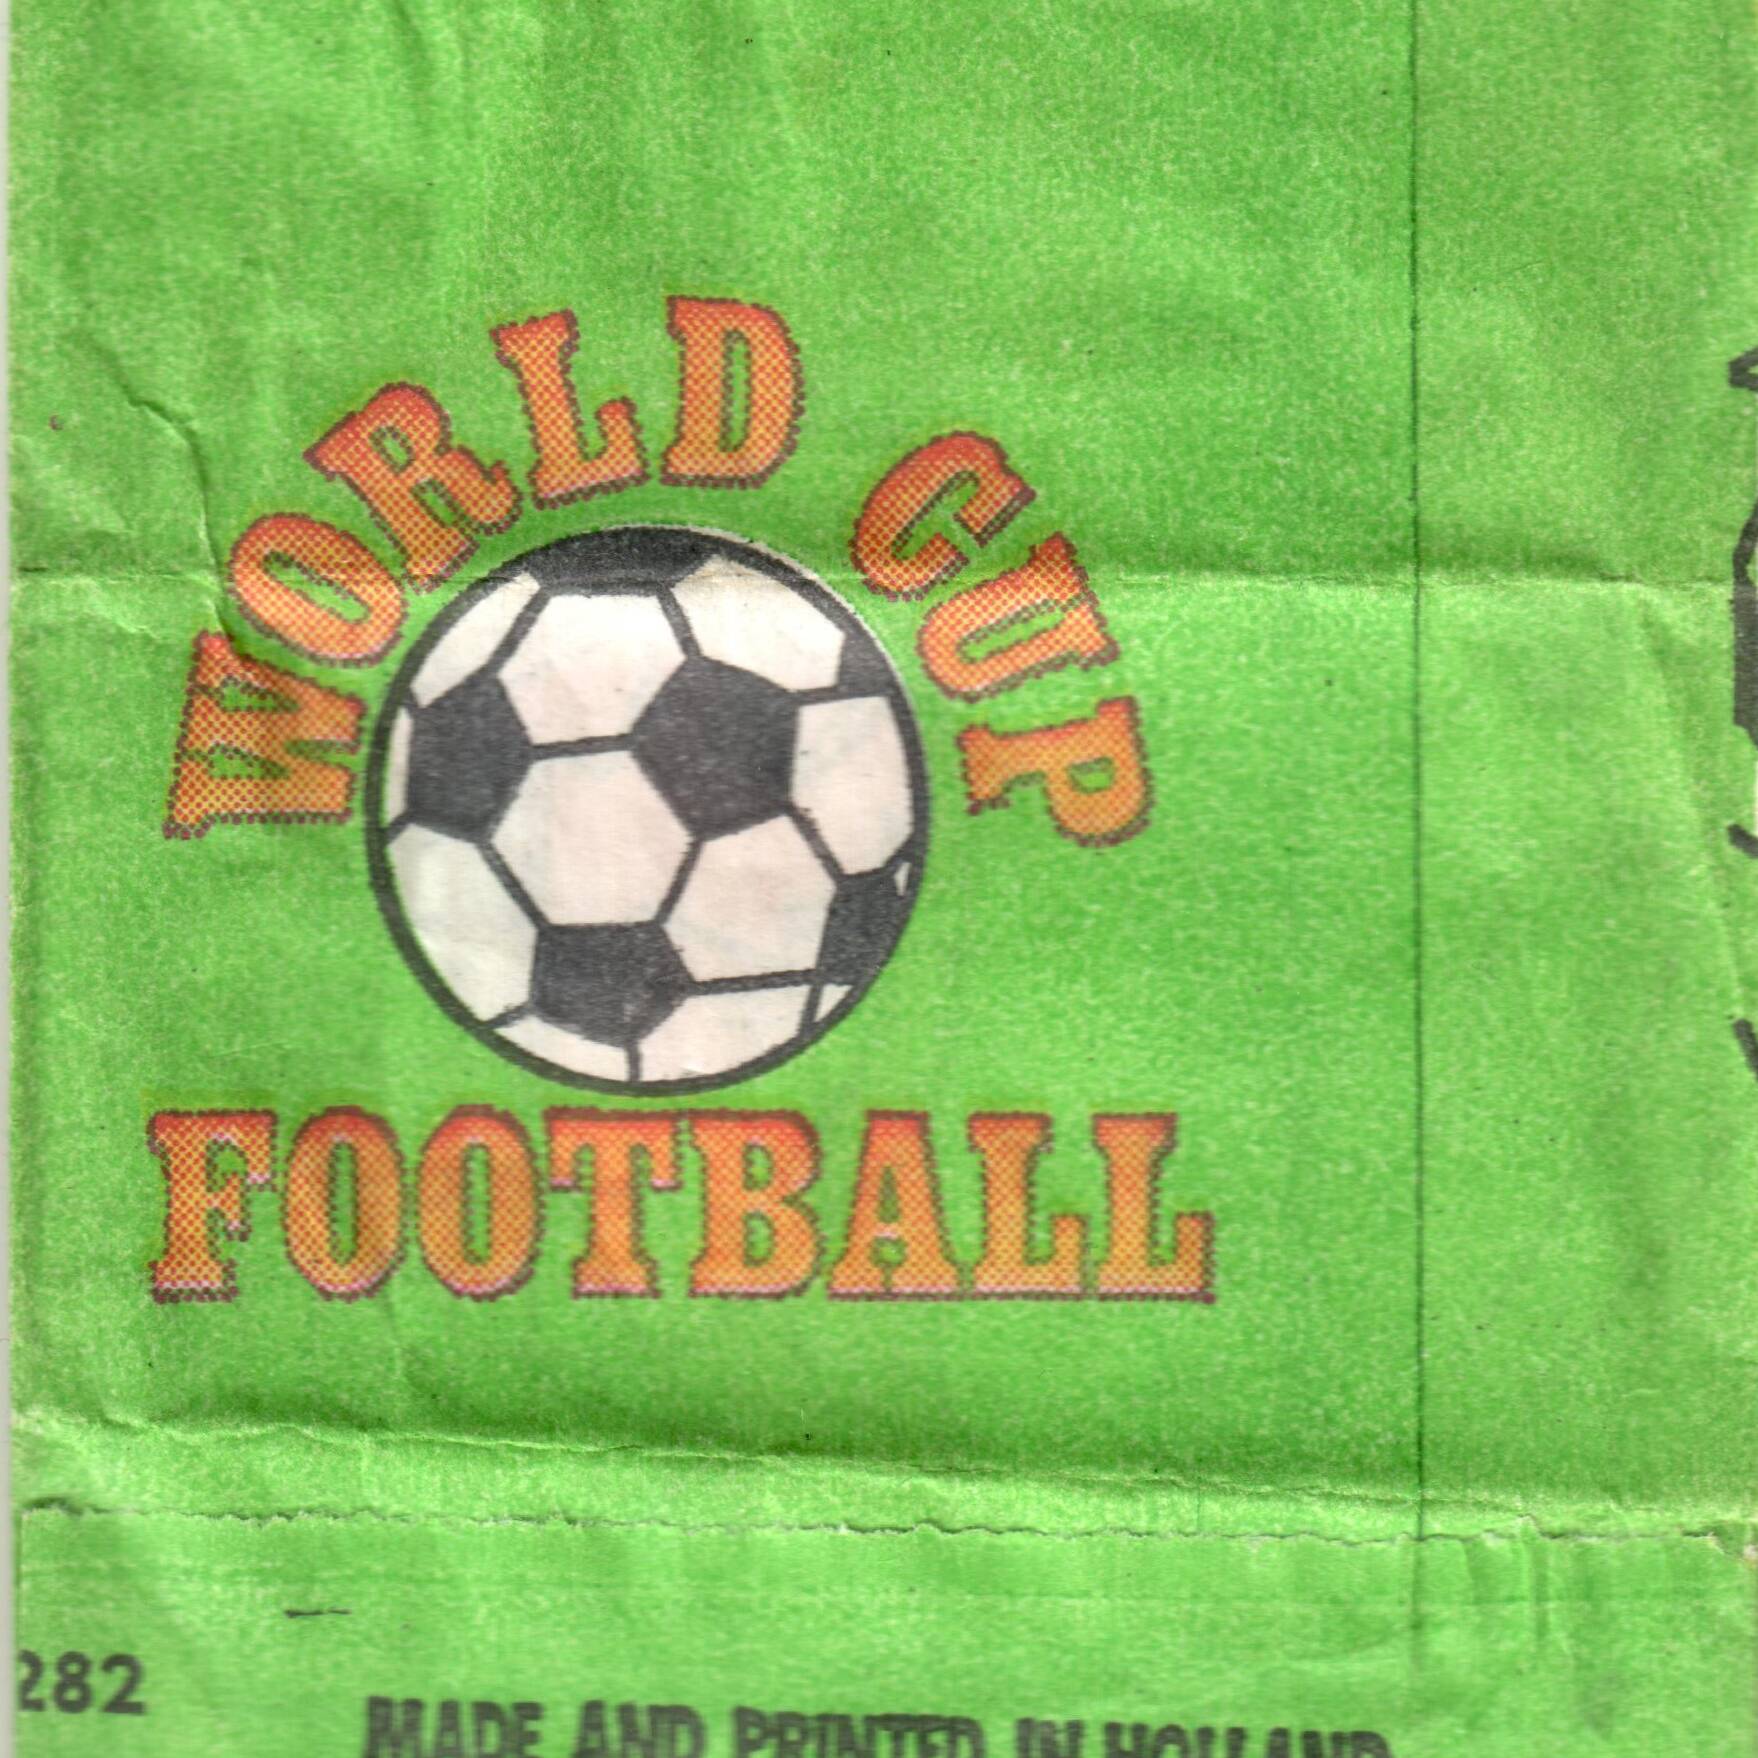 WORLD CUP
FOOTBALL
282
MADE AND PRINTED IN HOLLAND